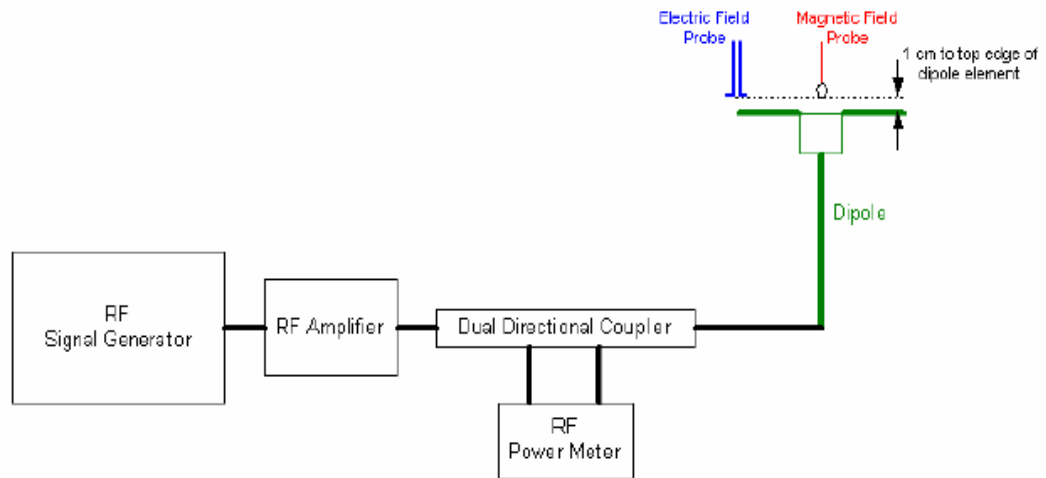 Electric Field
Probe
Magnetic Field
Probe
1 cm to top edge of
dipole element
Dipole
RF
Signal Generator
RF Amplifier
Dual Directional Coupler
RF
Power Meter